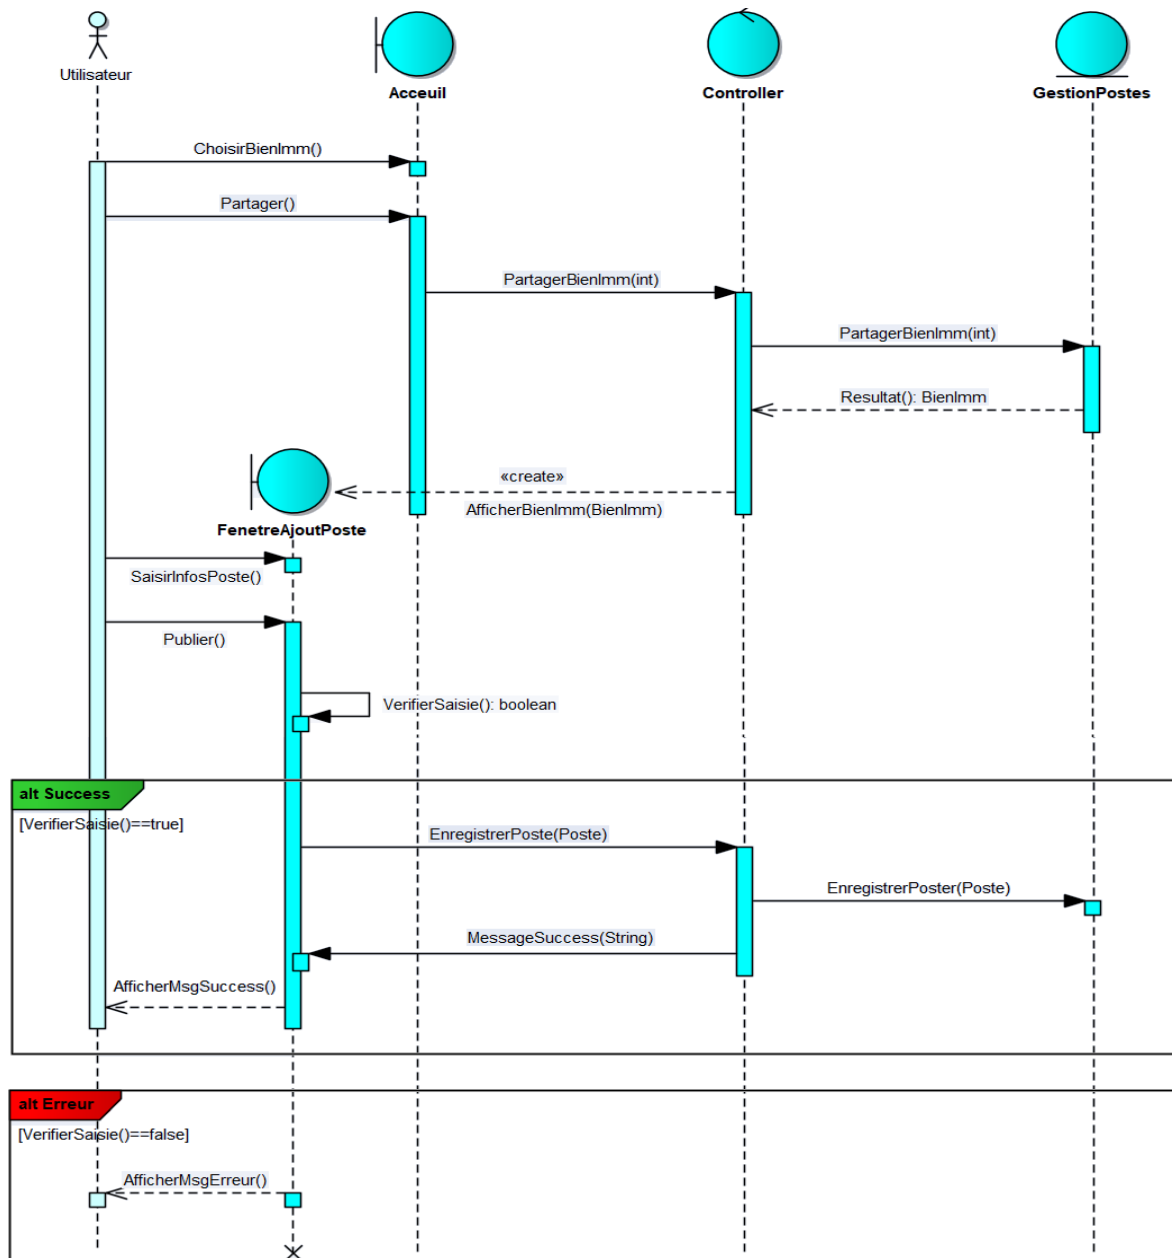 Utilisateur
Acceuil
Controller
GestionPostes
ChoisirBienImm()
Partager()
PartagerBienImm(int)
PartagerBienImm(int)
Resultat(): BienImm
«create»
AfficherBienImm(BienImm)
FenetreAjoutPoste
SaisirInfosPoste()
Publier()
VerifierSaisie(): boolean
alt Success
[VerifierSaisie()==true]
EnregistrerPoste(Poste)
EnregistrerPoster(Poste)
MessageSuccess(String)
AfficherMsgSuccess()
alt Erreur
[VerifierSaisie()==false]
AfficherMsgErreur()